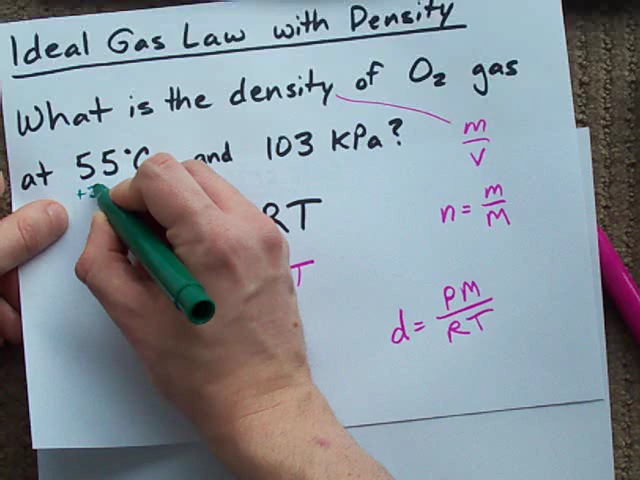 Ideal Gas Law with Density
What is the density of O₂ gas
at 55°C and 103 kPa?
m/V
RT
n = m/M
T
d = PM/RT